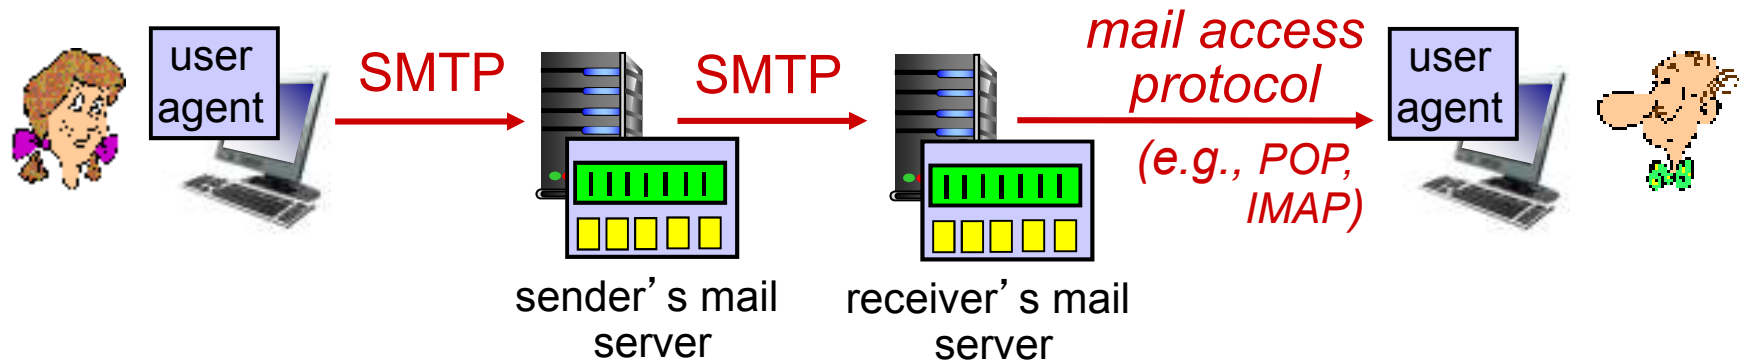 user
agent
SMTP
SMTP
mail access
protocol
(e.g., POP,
IMAP)
user
agent
sender’s mail
server
receiver’s mail
server